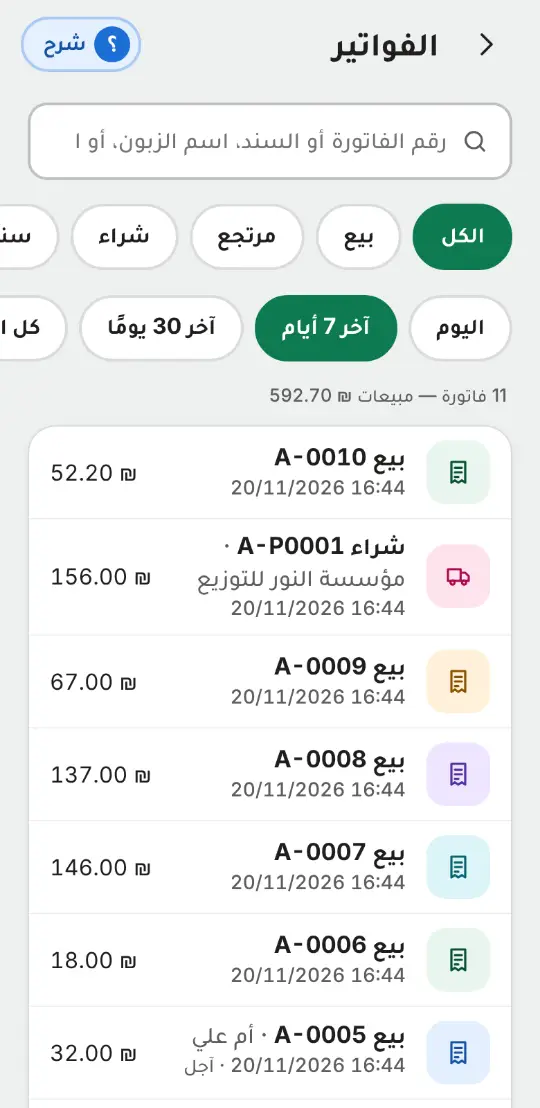 الفواتير
؟ شرح
رقم الفاتورة أو السند، اسم الزبون، أو ا
الكل
بيع
مرتجع
شراء
سند
اليوم
آخر 7 أيام
آخر 30 يومًا
كل ا
11 فاتورة — مبيعات ₪ 592.70
بيع A-0010
20/11/2026 16:44
52.20 ₪
شراء A-P0001 ·
مؤسسة النور للتوزيع
20/11/2026 16:44
156.00 ₪
بيع A-0009
20/11/2026 16:44
67.00 ₪
بيع A-0008
20/11/2026 16:44
137.00 ₪
بيع A-0007
20/11/2026 16:44
146.00 ₪
بيع A-0006
20/11/2026 16:44
18.00 ₪
بيع A-0005 · أم علي
20/11/2026 16:44 · آجل
32.00 ₪